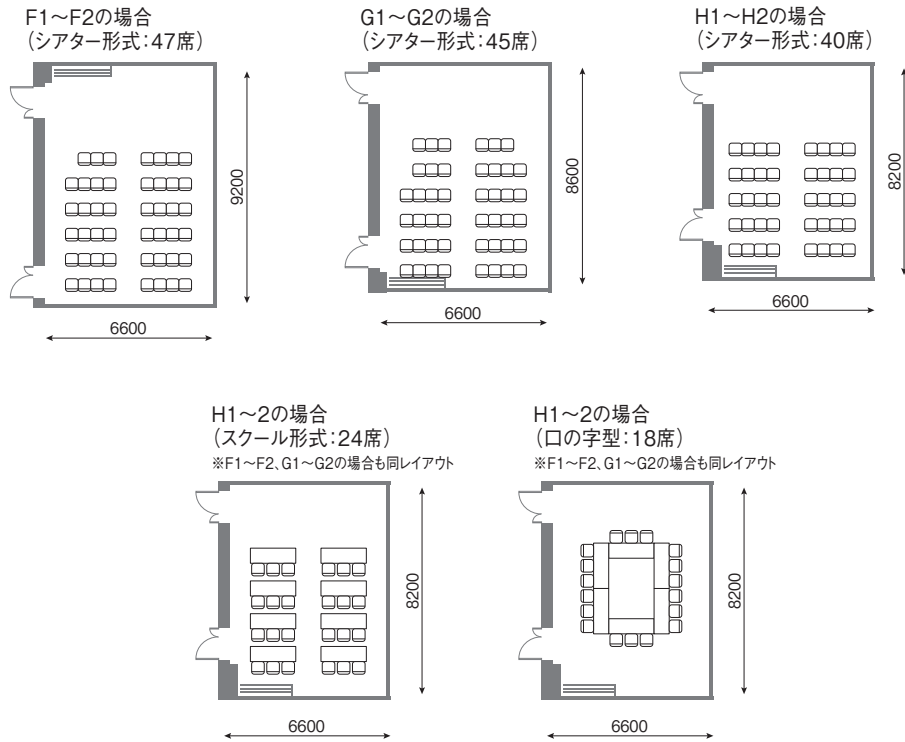 F1〜F2の場合
（シアター形式：47席）
9200
6600
G1〜G2の場合
（シアター形式：45席）
8600
6600
H1〜H2の場合
（シアター形式：40席）
8200
6600
H1〜2の場合
（スクール形式：24席）
※F1〜F2、G1〜G2の場合も同レイアウト
8200
6600
H1〜2の場合
（口の字型：18席）
※F1〜F2、G1〜G2の場合も同レイアウト
8200
6600